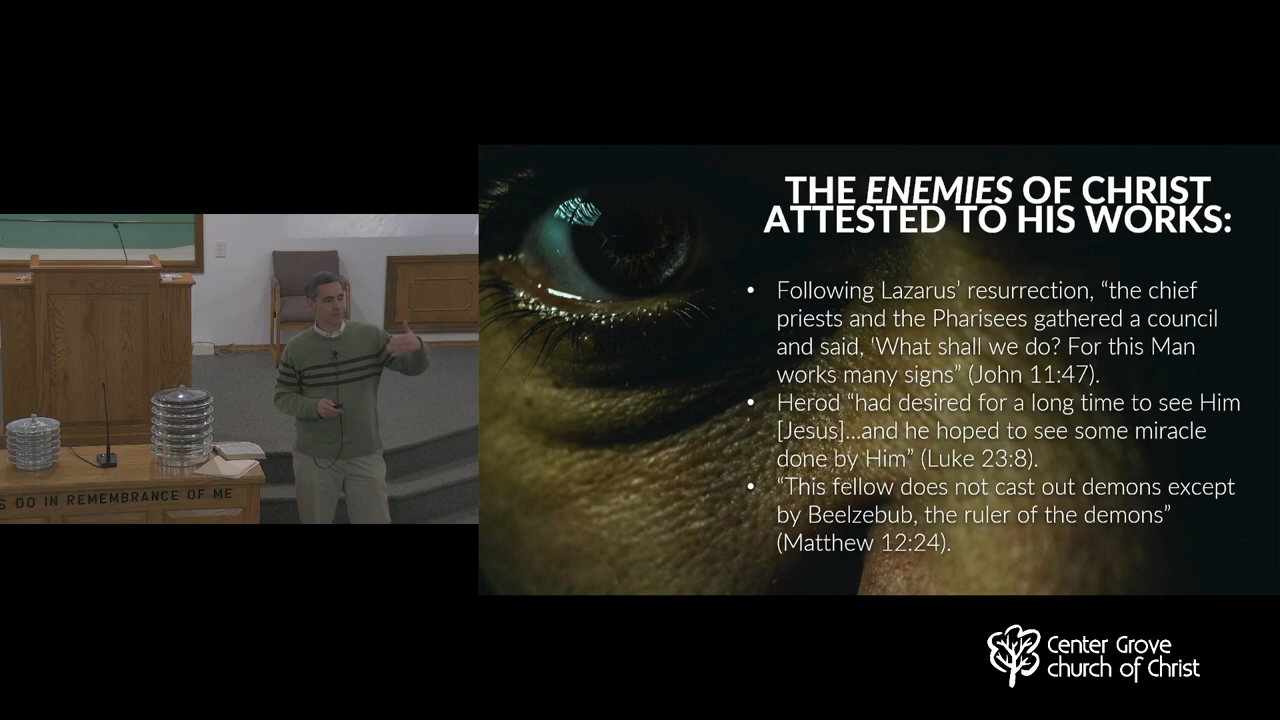 THE ENEMIES OF CHRIST
ATTESTED TO HIS WORKS:
• Following Lazarus’ resurrection, “the chief
priests and the Pharisees gathered a council
and said, ‘What shall we do? For this Man
works many signs” (John 11:47).
• Herod “had desired for a long time to see Him
[Jesus]...and he hoped to see some miracle
done by Him” (Luke 23:8).
• “This fellow does not cast out demons except
by Beelzebub, the ruler of the demons”
(Matthew 12:24).
S DO IN REMEMBRANCE OF ME
Center Grove
church of Christ